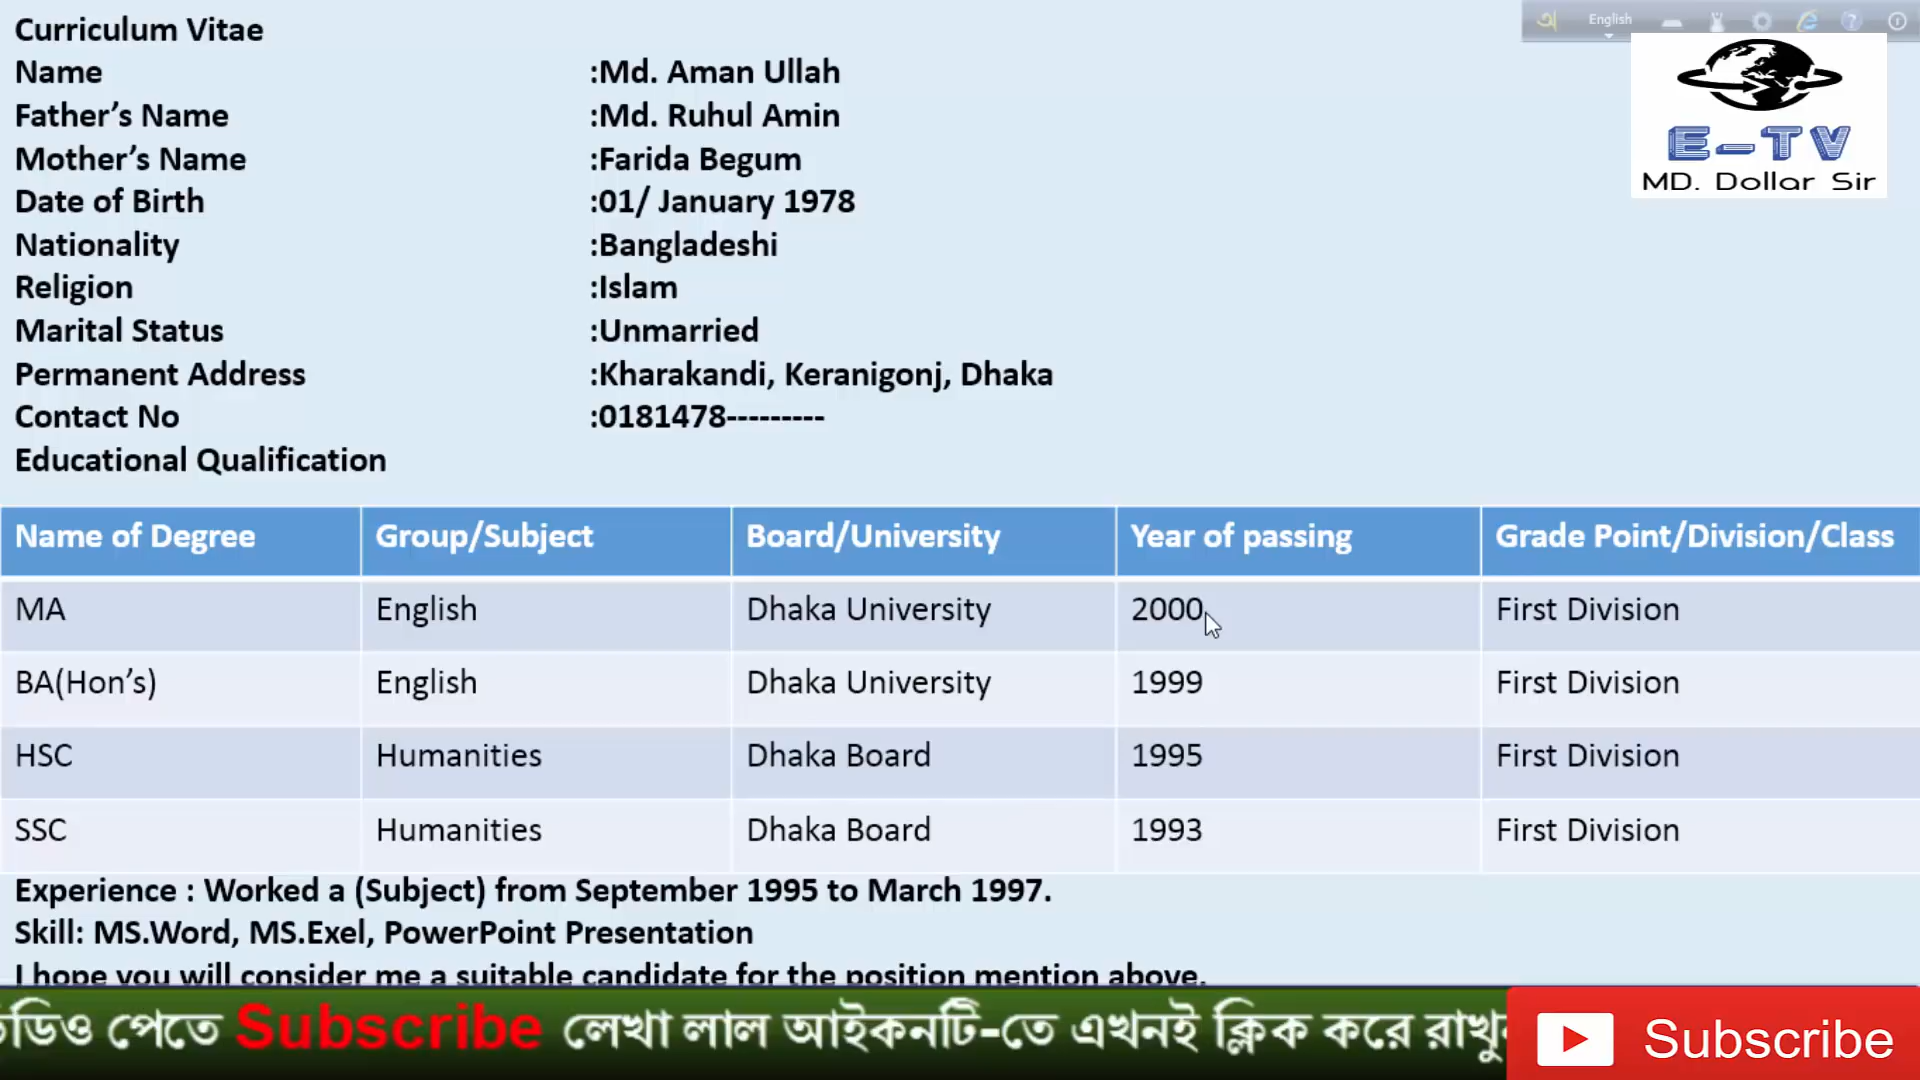 Curriculum Vitae
English
Name :Md. Aman Ullah
Father’s Name :Md. Ruhul Amin
E-TV
Mother’s Name :Farida Begum
MD. Dollar Sir
Date of Birth :01/ January 1978
Nationality :Bangladeshi
Religion :Islam
Marital Status :Unmarried
Permanent Address :Kharakandi, Keranigonj, Dhaka
Contact No :0181478---------
Educational Qualification
Name of Degree Group/Subject Board/University Year of passing Grade Point/Division/Class
MA English Dhaka University 2000 First Division
BA(Hon’s) English Dhaka University 1999 First Division
HSC Humanities Dhaka Board 1995 First Division
SSC Humanities Dhaka Board 1993 First Division
Experience : Worked a (Subject) from September 1995 to March 1997.
Skill: MS.Word, MS.Exel, PowerPoint Presentation
I hope you will consider me a suitable candidate for the position mention above.
পেতে Subscribe লেখা লাল আইকনটি-তে এখনই ক্লিক করে Subscribe